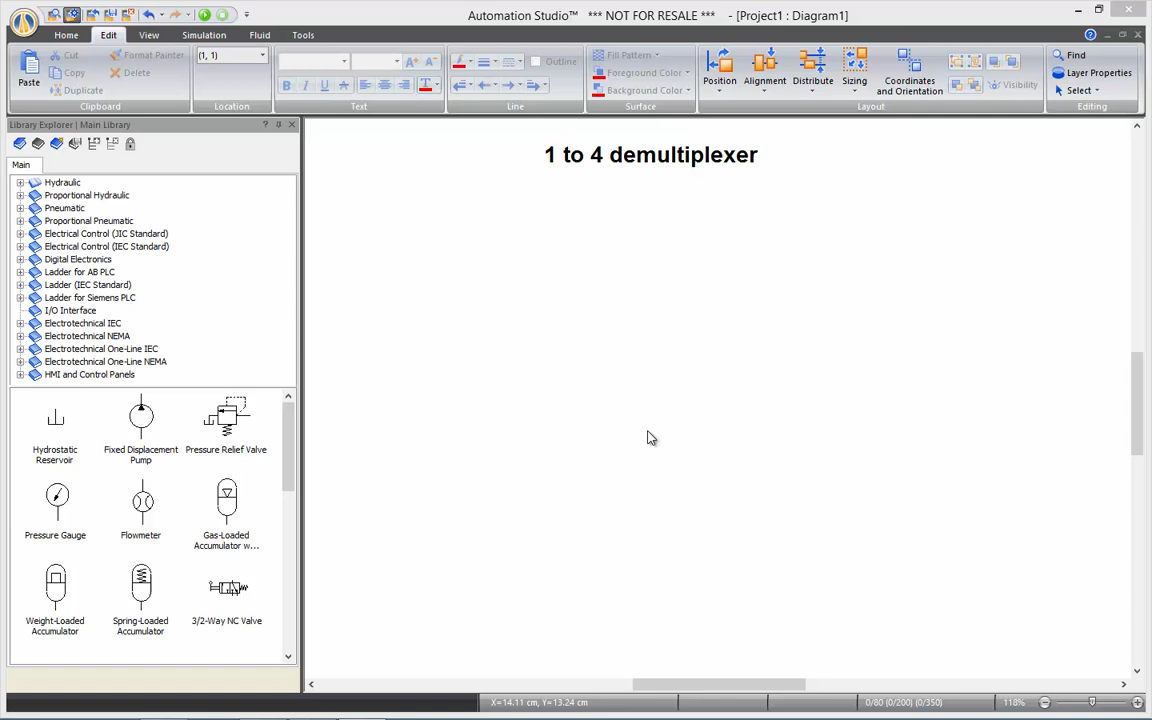 Automation Studio™ *** NOT FOR RESALE *** - [Project1 : Diagram1]
Home Edit View Simulation Fluid Tools
Paste
Cut
Copy
Duplicate
Format Painter
Delete
Clipboard
(1, 1)
Location
B I U S T
Text
Outline
Line
Fill Pattern
Foreground Color
Background Color
Surface
Position
Alignment
Distribute
Sizing
Coordinates
and Orientation
Visibility
Layout
Find
Layer Properties
Select
Editing
Library Explorer | Main Library
Main
Hydraulic
Proportional Hydraulic
Pneumatic
Proportional Pneumatic
Electrical Control (JIC Standard)
Electrical Control (IEC Standard)
Digital Electronics
Ladder for AB PLC
Ladder (IEC Standard)
Ladder for Siemens PLC
I/O Interface
Electrotechnical IEC
Electrotechnical NEMA
Electrotechnical One-Line IEC
Electrotechnical One-Line NEMA
HMI and Control Panels
Hydrostatic
Reservoir
Fixed Displacement
Pump
Pressure Relief Valve
Pressure Gauge
Flowmeter
Gas-Loaded
Accumulator w...
Weight-Loaded
Accumulator
Spring-Loaded
Accumulator
3/2-Way NC Valve
1 to 4 demultiplexer
X=14.11 cm, Y=13.24 cm
0/80 (0/200) (0/350)
118%